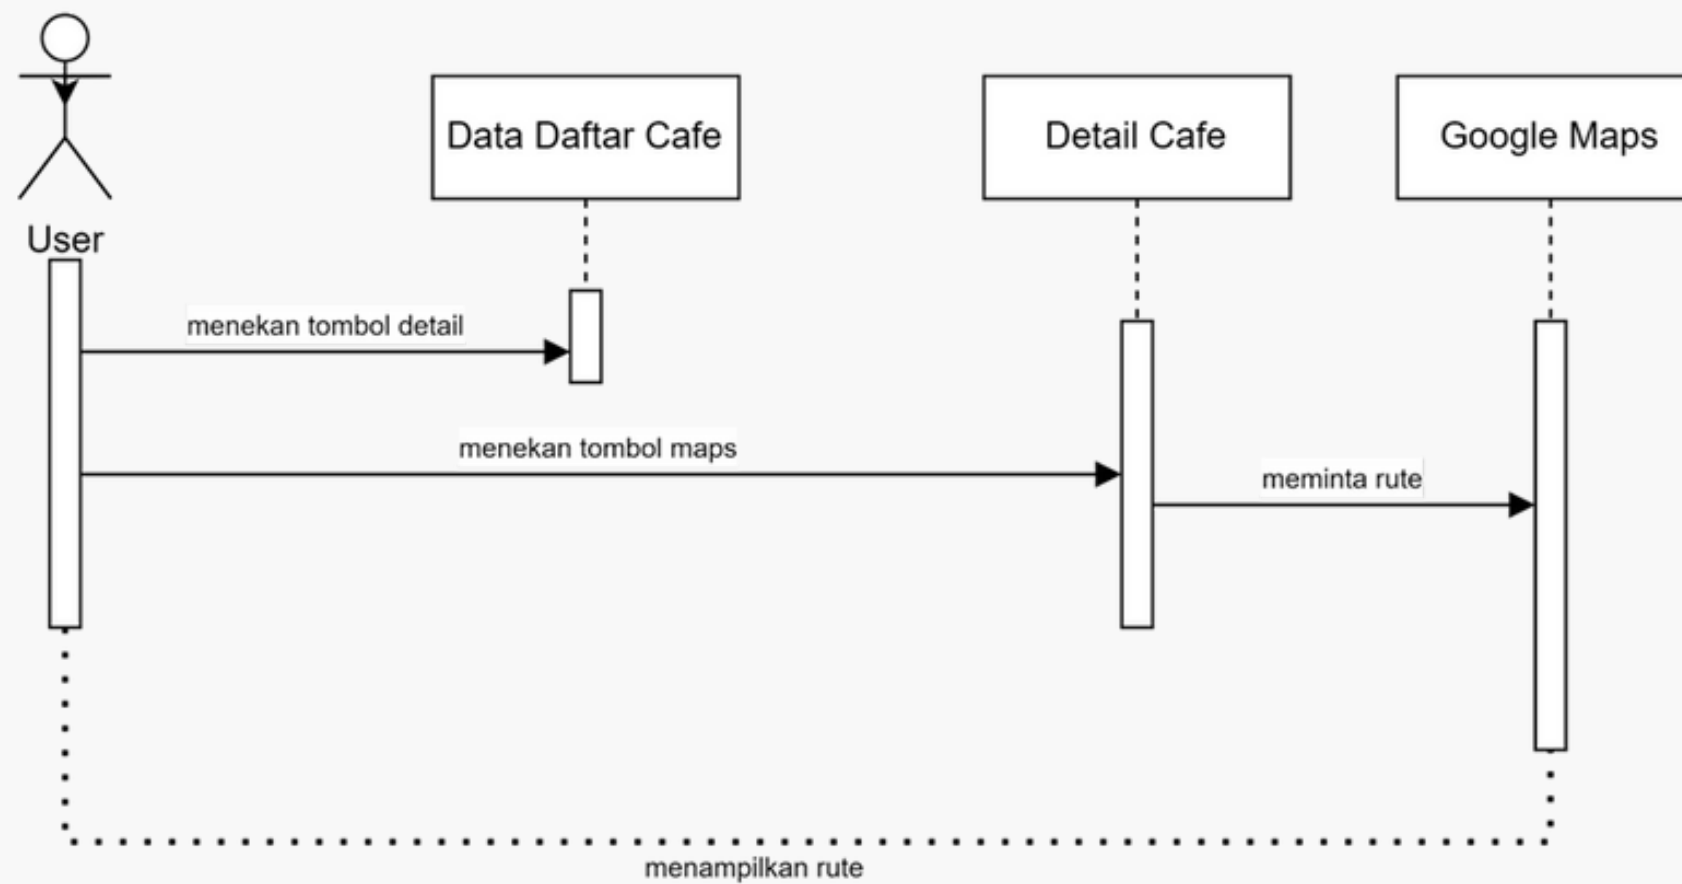 Data Daftar Cafe
Detail Cafe
Google Maps
User
menekan tombol detail
menekan tombol maps
meminta rute
menampilkan rute